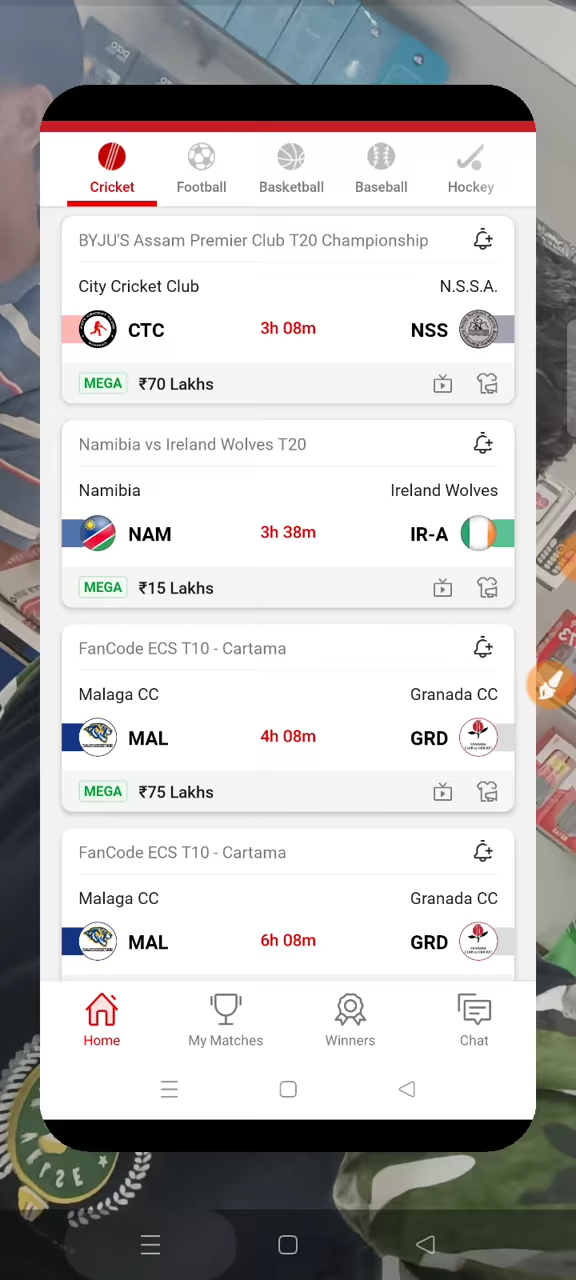 Cricket Football Basketball Baseball Hockey
BYJU'S Assam Premier Club T20 Championship
City Cricket Club N.S.S.A.
CTC 3h 08m NSS
MEGA ₹70 Lakhs
Namibia vs Ireland Wolves T20
Namibia Ireland Wolves
NAM 3h 38m IR-A
MEGA ₹15 Lakhs
FanCode ECS T10 - Cartama
Malaga CC Granada CC
MAL 4h 08m GRD
MEGA ₹75 Lakhs
FanCode ECS T10 - Cartama
Malaga CC Granada CC
MAL 6h 08m GRD
Home My Matches Winners Chat